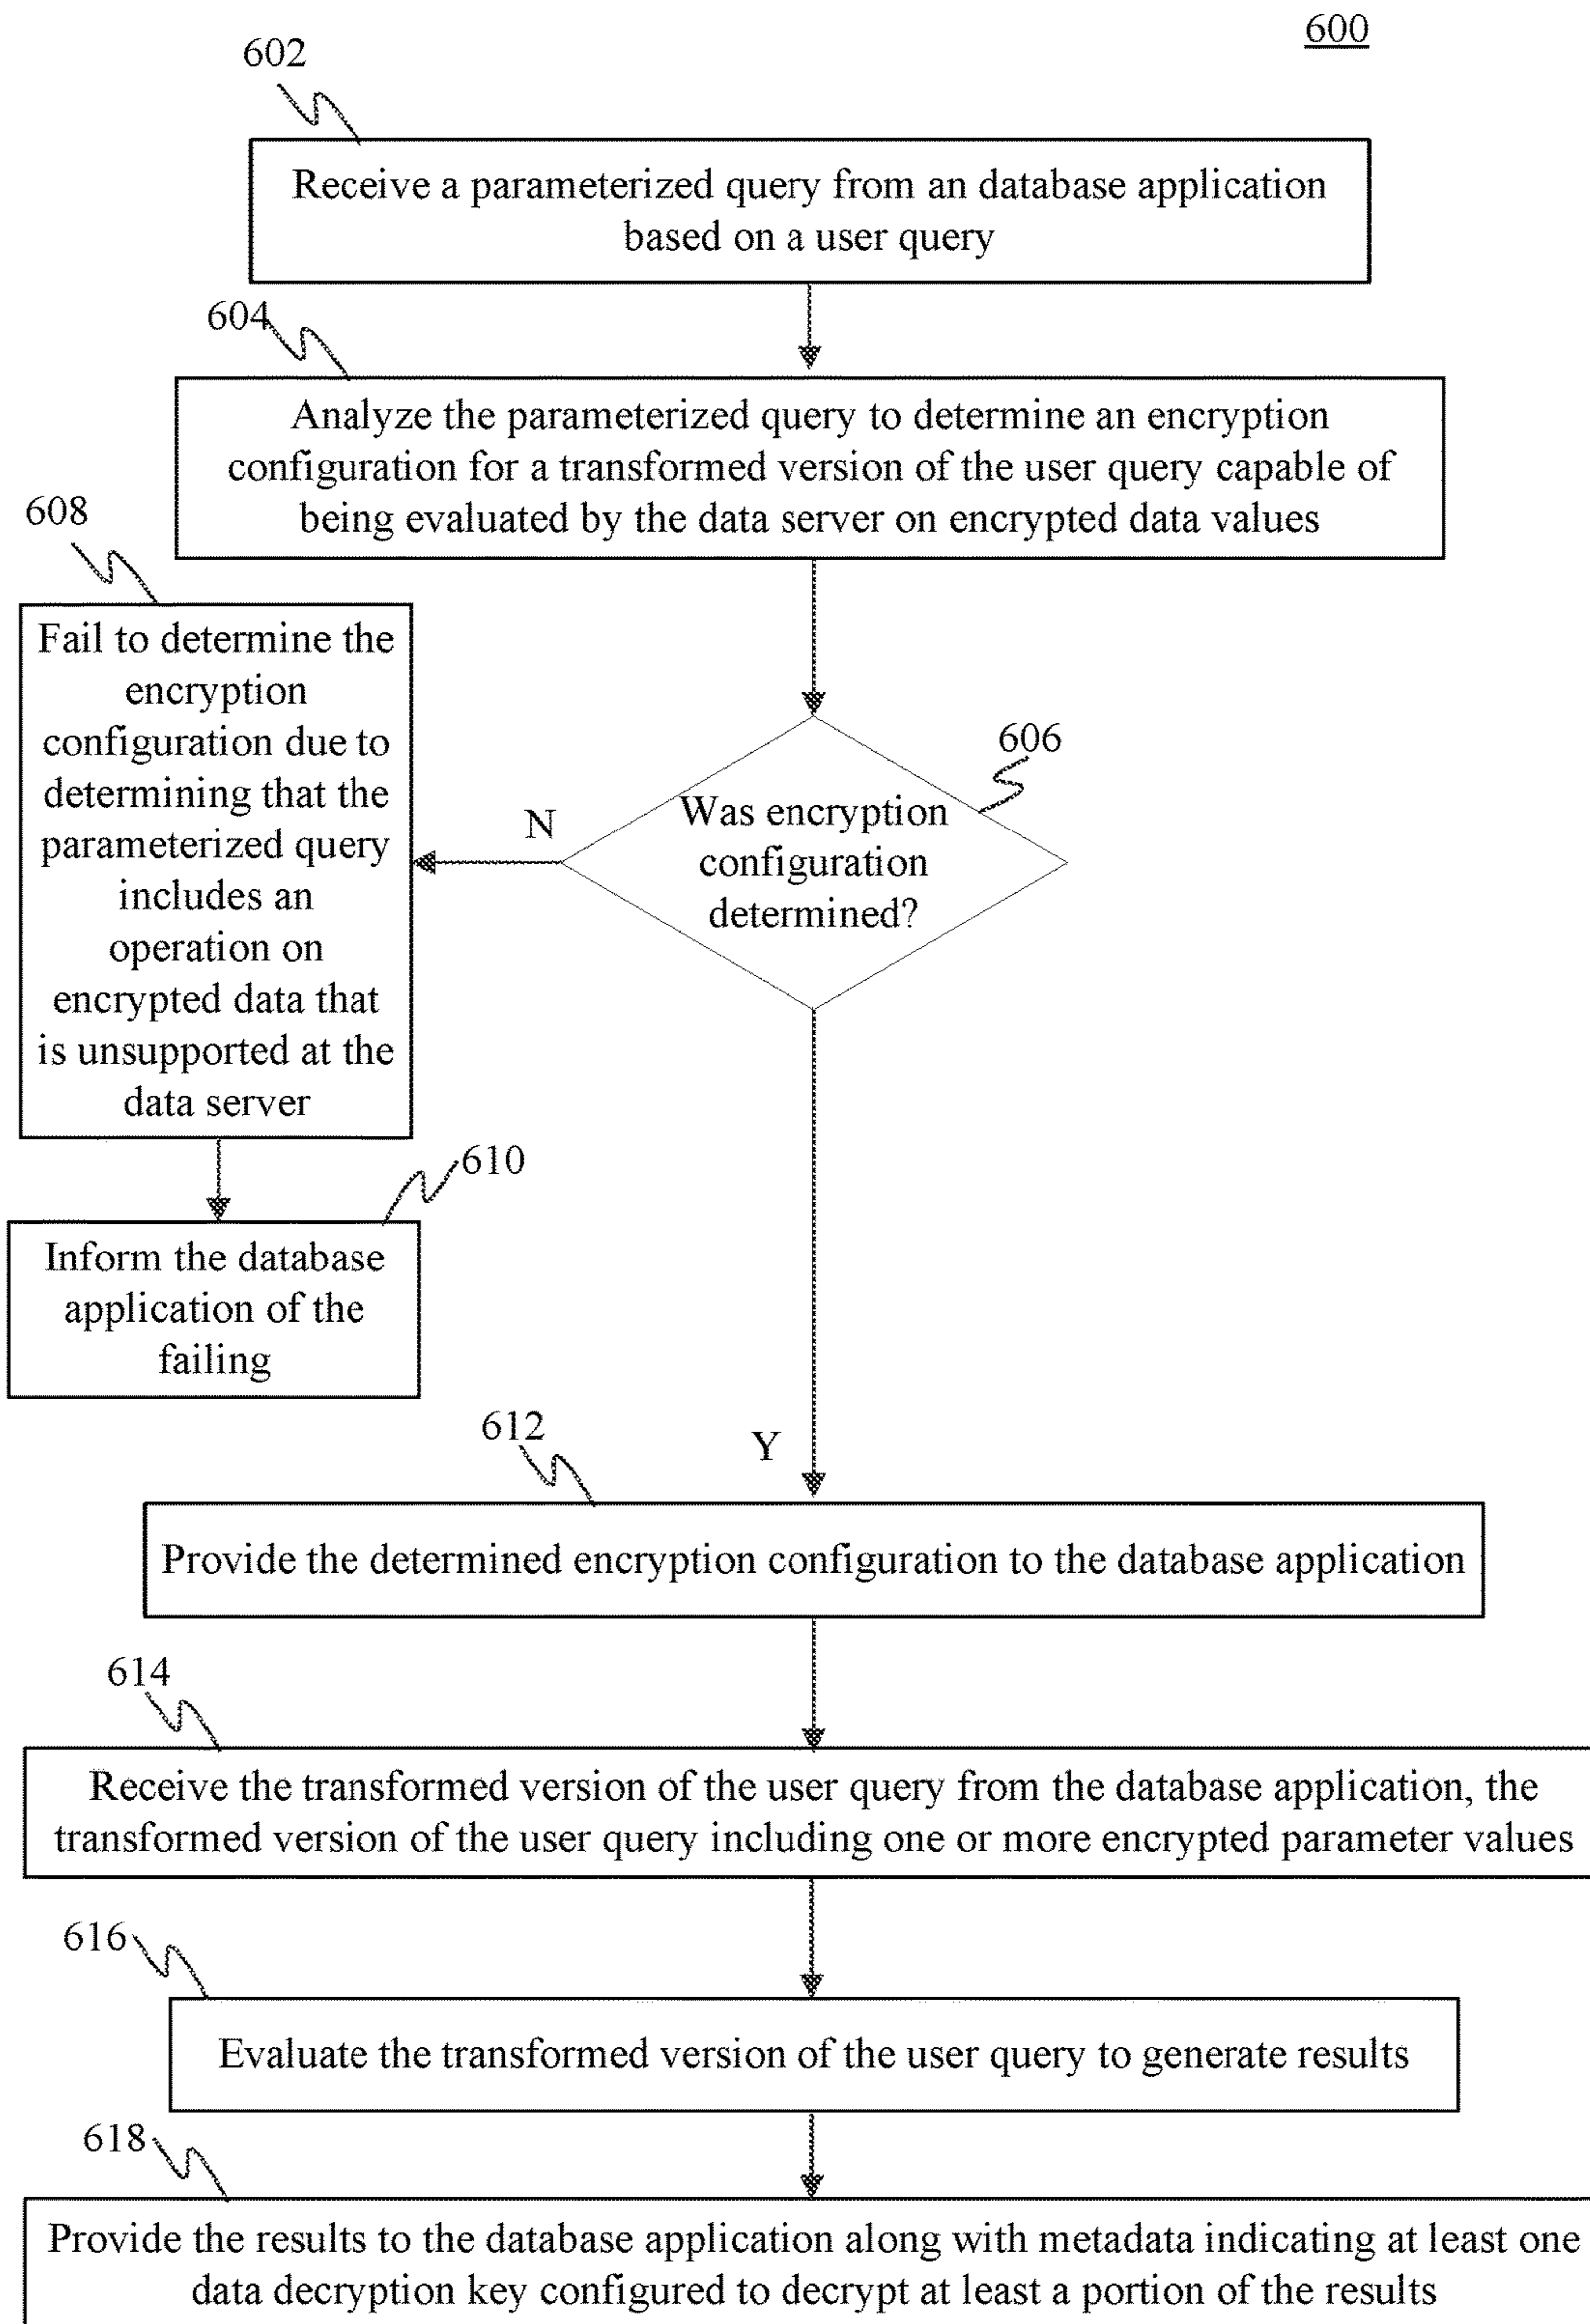 600
602
Receive a parameterized query from an database application
based on a user query
604
Analyze the parameterized query to determine an encryption
configuration for a transformed version of the user query capable of
being evaluated by the data server on encrypted data values
608
Fail to determine the
encryption
configuration due to
determining that the
parameterized query
includes an
operation on
encrypted data that
is unsupported at the
data server
606
Was encryption
configuration
determined?
N
610
Inform the database
application of the
failing
612
Y
Provide the determined encryption configuration to the database application
614
Receive the transformed version of the user query from the database application, the
transformed version of the user query including one or more encrypted parameter values
616
Evaluate the transformed version of the user query to generate results
618
Provide the results to the database application along with metadata indicating at least one
data decryption key configured to decrypt at least a portion of the results